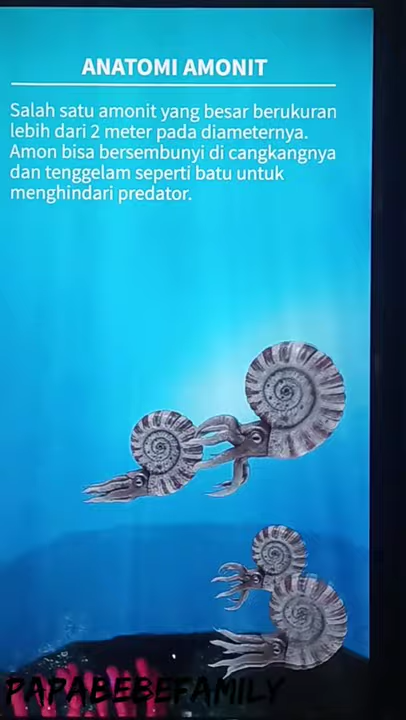 ANATOMI AMONIT
Salah satu amonit yang besar berukuran
lebih dari 2 meter pada diameternya.
Amon bisa bersembunyi di cangkangnya
dan tenggelam seperti batu untuk
menghindari predator.
PAPABEBEFAMILY